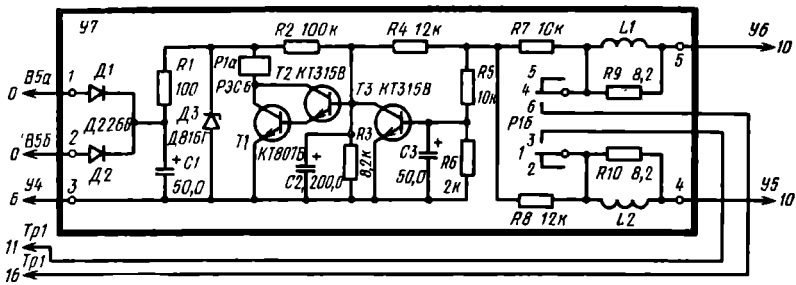 У7
R2 100к
R4 12к
R7 10к
L1
У6
10
5
Р1а
РЭС6
R1
100
Д3
Д816Г
Т2 КТ315В
Т3 КТ315В
R5
10к
R9 8,2
5
4
6
Р1б
3
1
2
0
В5а
1
Д1
Д226В
0
В5б
2
Д2
6
У4
3
+
С1
50,0
Т1
КТ807Б
+
С2
200,0
R3
8,2к
+
С3
50,0
R6
2к
R10 8,2
R8 12к
L2
4
У5
10
Тр1
11
Тр1
16